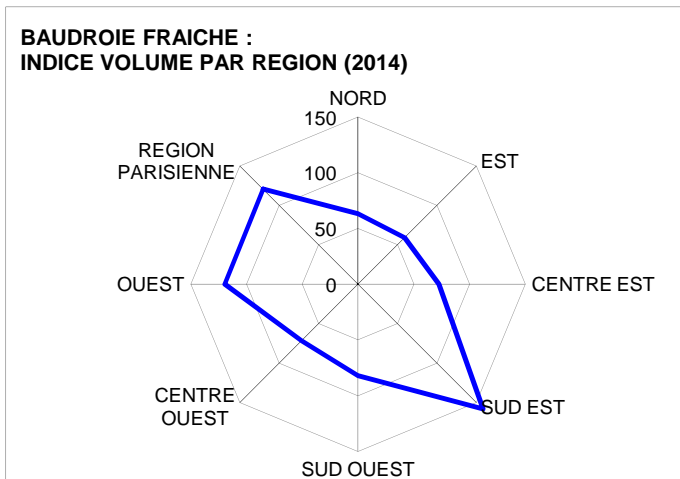 BAUDROIE FRAICHE :
INDICE VOLUME PAR REGION (2014)
NORD
150
REGION
PARISIENNE
EST
100
50
OUEST
0
CENTRE EST
CENTRE
OUEST
SUD EST
SUD OUEST